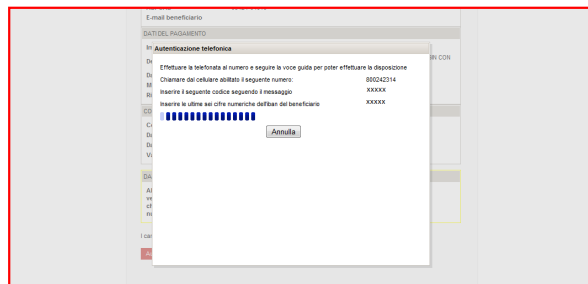 E-mail beneficiario
DATI DEL PAGAMENTO
Autenticazione telefonica
Effettuare la telefonata al numero e seguire la voce guida per poter effettuare la disposizione
Chiamare dal cellulare abilitato il seguente numero: 800242314
Inserire il seguente codice seguendo il messaggio XXXXX
Inserire le ultime sei cifre numeriche dell'iban del beneficiario XXXXX
Annulla